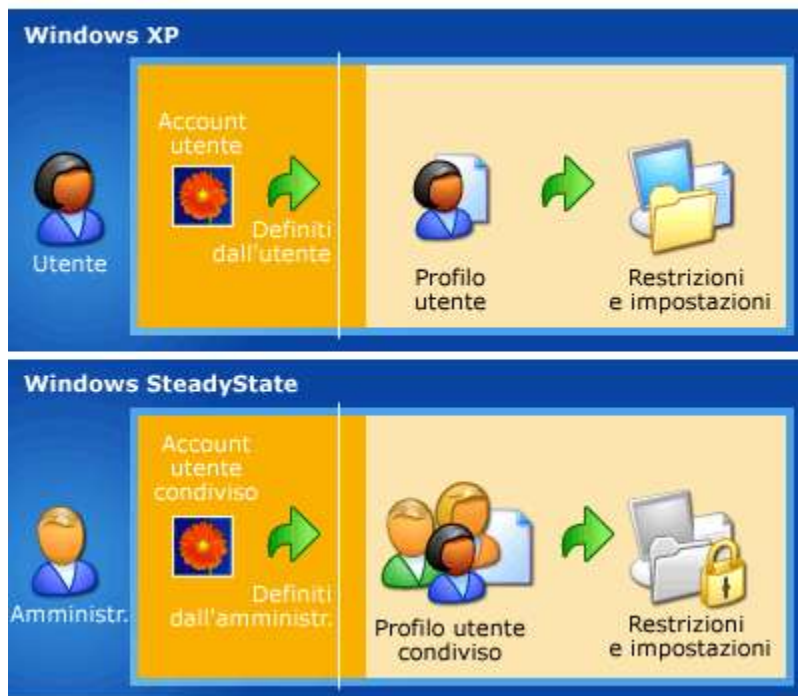 Windows XP
Account
utente
Definiti
dall'utente
Utente
Profilo
utente
Restrizioni
e impostazioni
Windows SteadyState
Account
utente
condiviso
Definiti
dall'amministr.
Amministr.
Profilo utente
condiviso
Restrizioni
e impostazioni